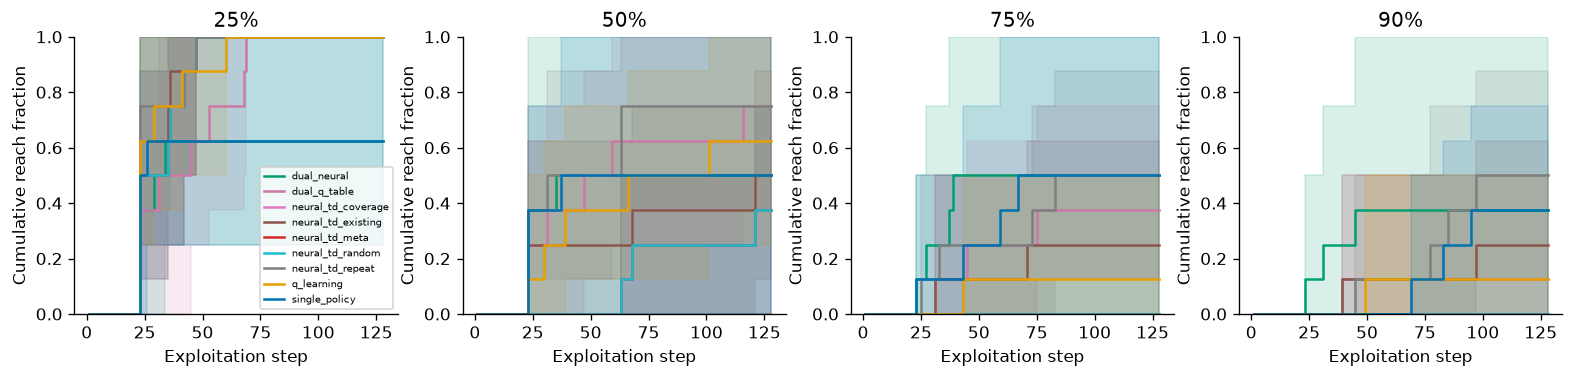 25%
Cumulative reach fraction
1.0
0.8
0.6
0.4
0.2
0.0
dual_neural
dual_q_table
neural_td_coverage
neural_td_existing
neural_td_meta
neural_td_random
neural_td_repeat
q_learning
single_policy
0 25 50 75 100 125
Exploitation step
50%
Cumulative reach fraction
1.0
0.8
0.6
0.4
0.2
0.0
0 25 50 75 100 125
Exploitation step
75%
Cumulative reach fraction
1.0
0.8
0.6
0.4
0.2
0.0
0 25 50 75 100 125
Exploitation step
90%
Cumulative reach fraction
1.0
0.8
0.6
0.4
0.2
0.0
0 25 50 75 100 125
Exploitation step